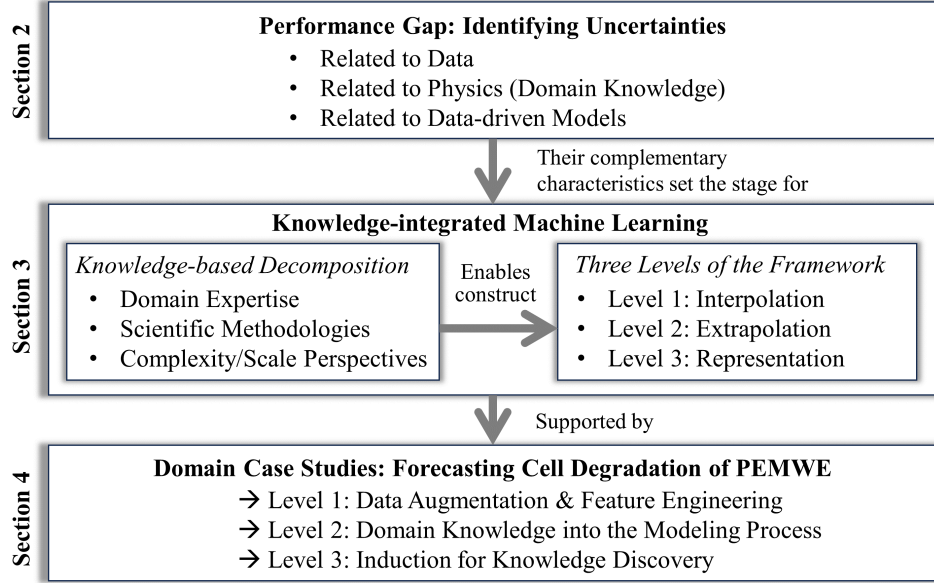 Section 2
Performance Gap: Identifying Uncertainties
• Related to Data
• Related to Physics (Domain Knowledge)
• Related to Data-driven Models
Their complementary
characteristics set the stage for
Section 3
Knowledge-integrated Machine Learning
Knowledge-based Decomposition
• Domain Expertise
• Scientific Methodologies
• Complexity/Scale Perspectives
Enables
construct
Three Levels of the Framework
• Level 1: Interpolation
• Level 2: Extrapolation
• Level 3: Representation
Supported by
Section 4
Domain Case Studies: Forecasting Cell Degradation of PEMWE
→ Level 1: Data Augmentation & Feature Engineering
→ Level 2: Domain Knowledge into the Modeling Process
→ Level 3: Induction for Knowledge Discovery